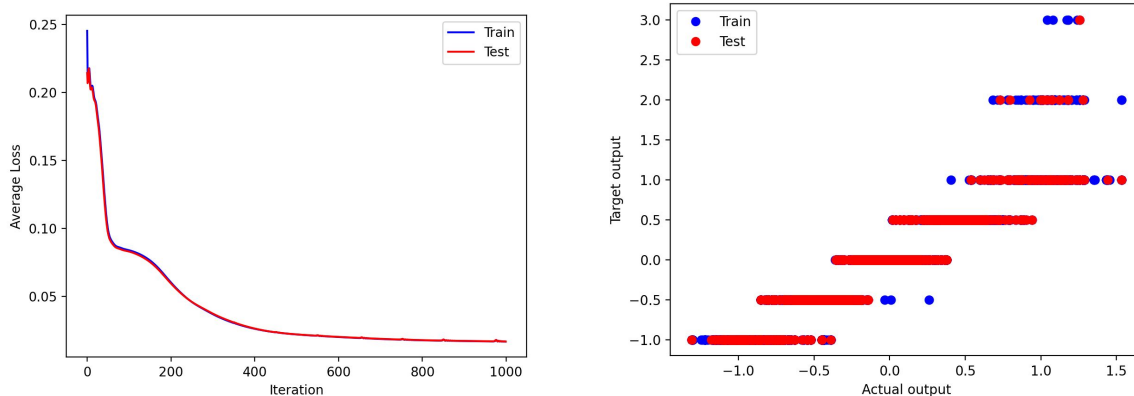 0.25
0.20
0.15
0.10
0.05
Average Loss
0 200 400 600 800 1000
Iteration
Train
Test
3.0
2.5
2.0
1.5
1.0
0.5
0.0
−0.5
−1.0
Target output
−1.0 −0.5 0.0 0.5 1.0 1.5
Actual output
Train
Test